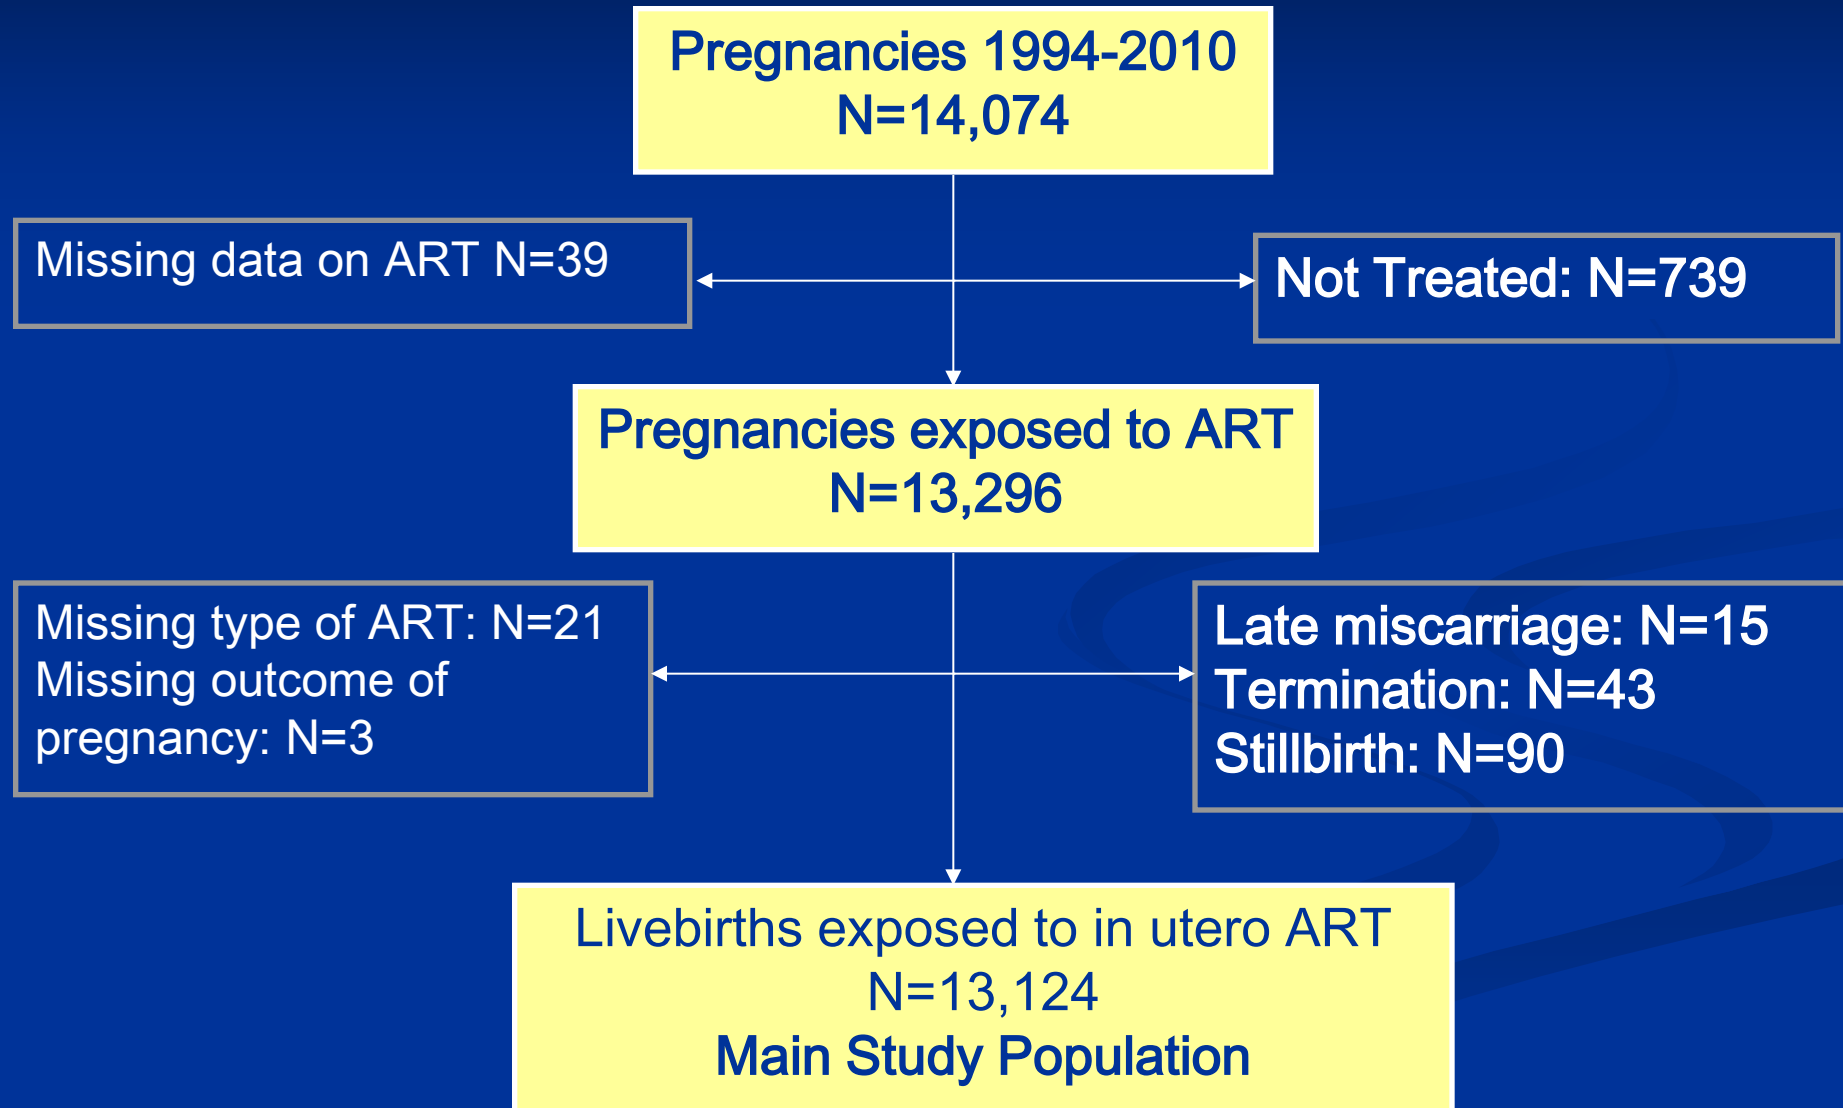 Pregnancies 1994-2010
N=14,074
Missing data on ART N=39
Not Treated: N=739
Pregnancies exposed to ART
N=13,296
Missing type of ART: N=21
Missing outcome of
pregnancy: N=3
Late miscarriage: N=15
Termination: N=43
Stillbirth: N=90
Livebirths exposed to in utero ART
N=13,124
Main Study Population